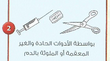 2
بواسطة الأدوات الحادة والغير
المعقمة أو الملوثة بالدم